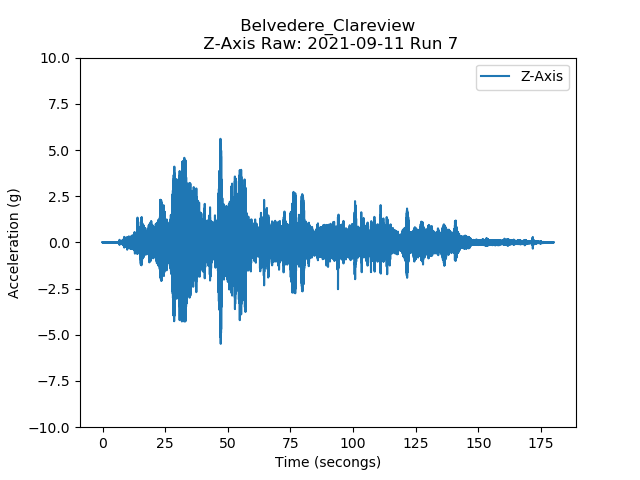 Belvedere_Clareview
Z-Axis Raw: 2021-09-11 Run 7
Z-Axis
10.0
7.5
5.0
2.5
0.0
−2.5
−5.0
−7.5
−10.0
Acceleration (g)
0 25 50 75 100 125 150 175
Time (secongs)